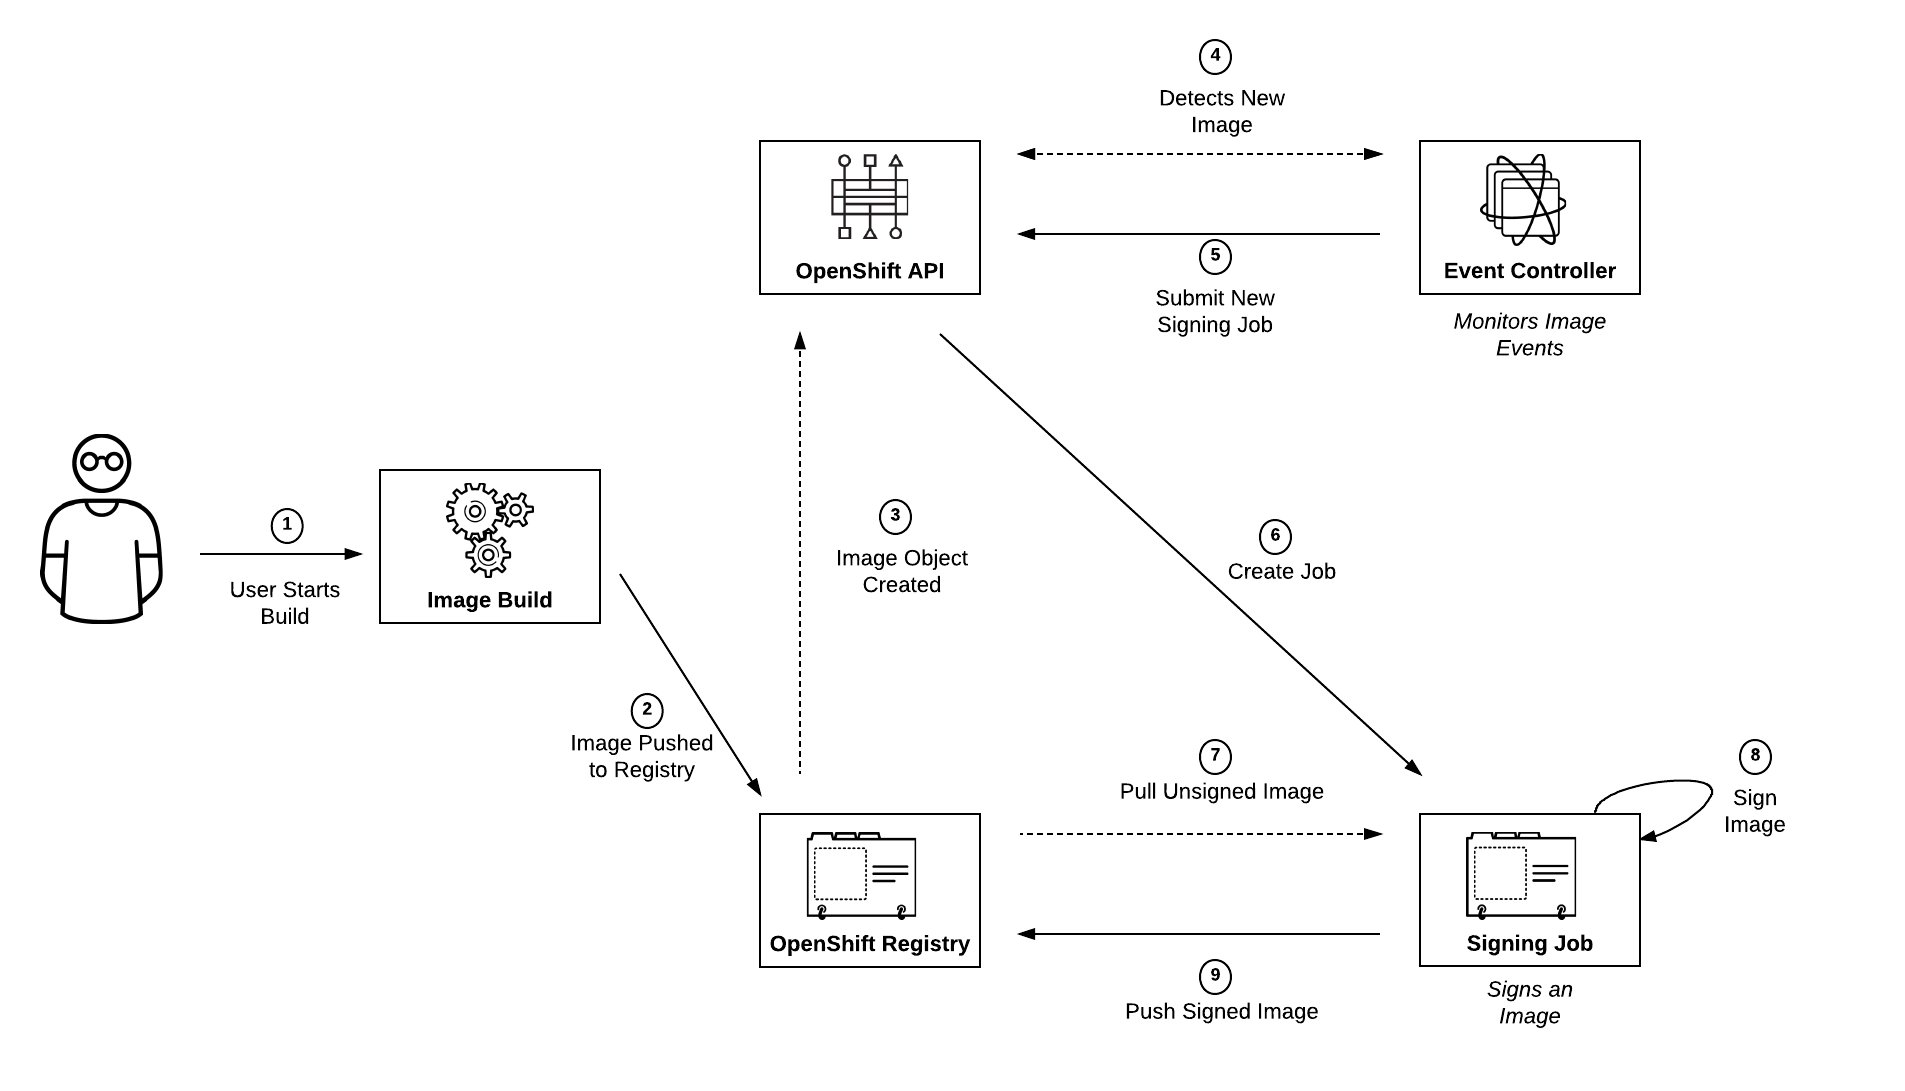 4
Detects New
Image
OpenShift API
5
Submit New
Signing Job
Event Controller
Monitors Image
Events
1
User Starts
Build
Image Build
3
Image Object
Created
6
Create Job
2
Image Pushed
to Registry
7
Pull Unsigned Image
8
Sign
Image
OpenShift Registry
9
Push Signed Image
Signing Job
Signs an
Image